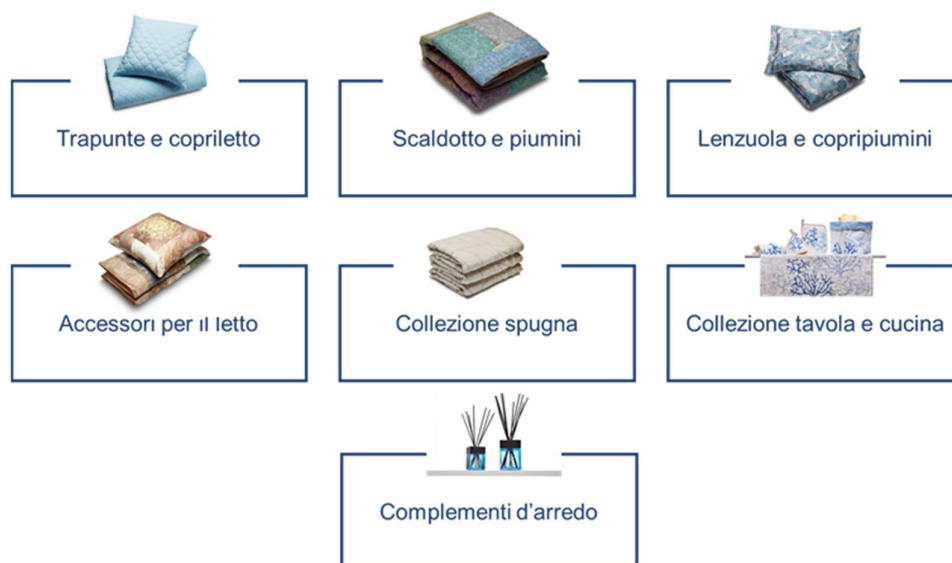 Trapunte e copriletto
Scaldotto e piumini
Lenzuola e copripiumini
Accessori per il letto
Collezione spugna
Collezione tavola e cucina
Complementi d'arredo